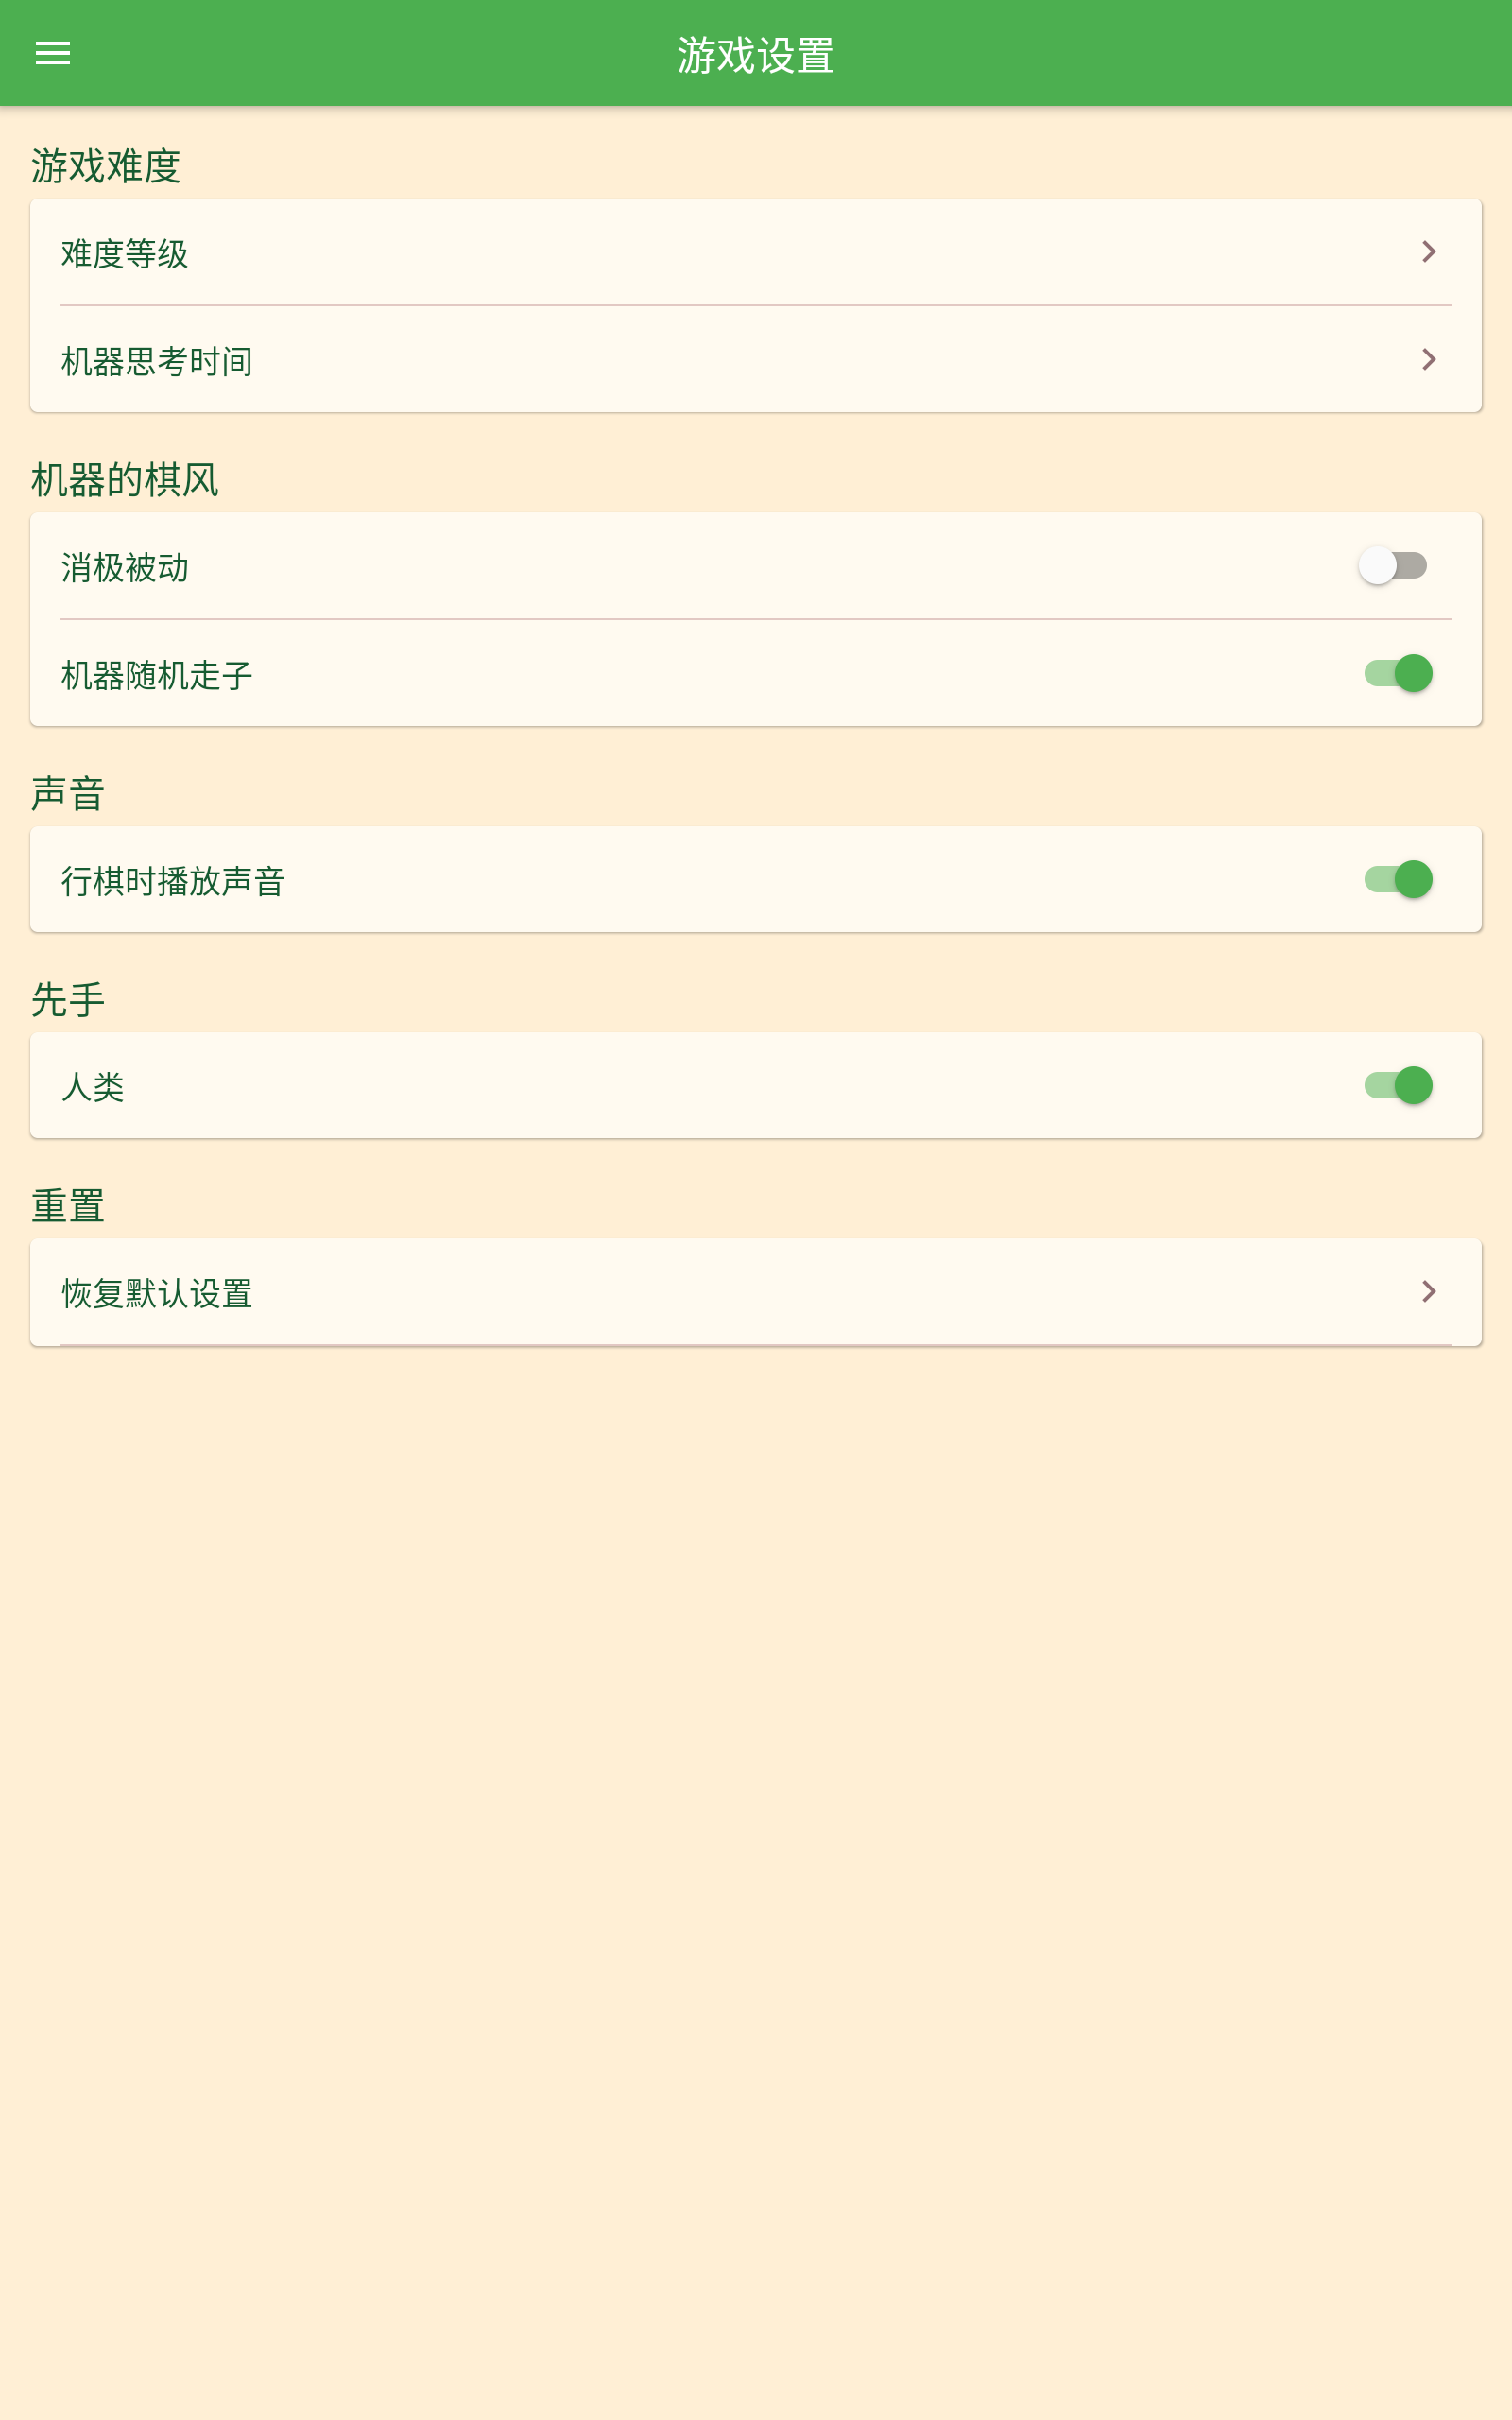 游戏设置
游戏难度
难度等级
机器思考时间
机器的棋风
消极被动
机器随机走子
声音
行棋时播放声音
先手
人类
重置
恢复默认设置